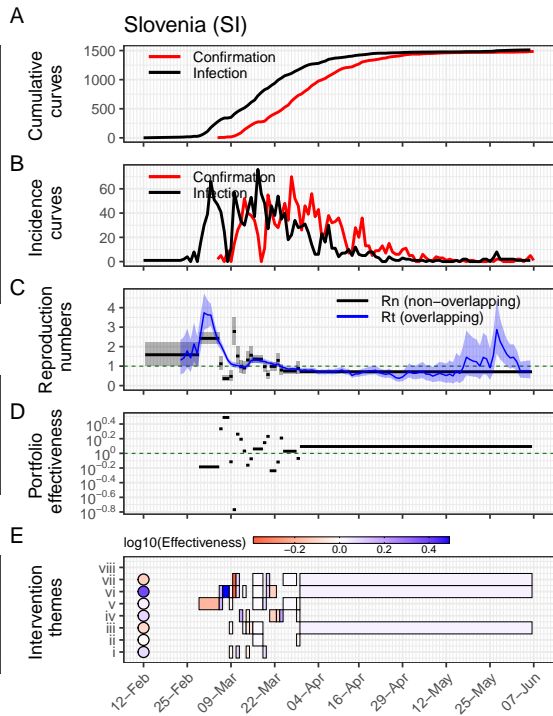 A
Slovenia (SI)
Cumulative
curves
1500
1000
500
0
Confirmation
Infection
B
Incidence
curves
60
40
20
0
Confirmation
Infection
C
Reproduction
numbers
4
3
2
1
0
Rn (non-overlapping)
Rt (overlapping)
D
Portfolio
effectiveness
10^0.4
10^0.2
10^0
10^−0.2
10^−0.4
10^−0.6
10^−0.8
E
log10(Effectiveness)
−0.2 0.0 0.2 0.4
Intervention
themes
viii
vii
vi
v
iv
iii
ii
i
12−Feb 25−Feb 09−Mar 22−Mar 04−Apr 16−Apr 29−Apr 12−May 25−May 07−Jun